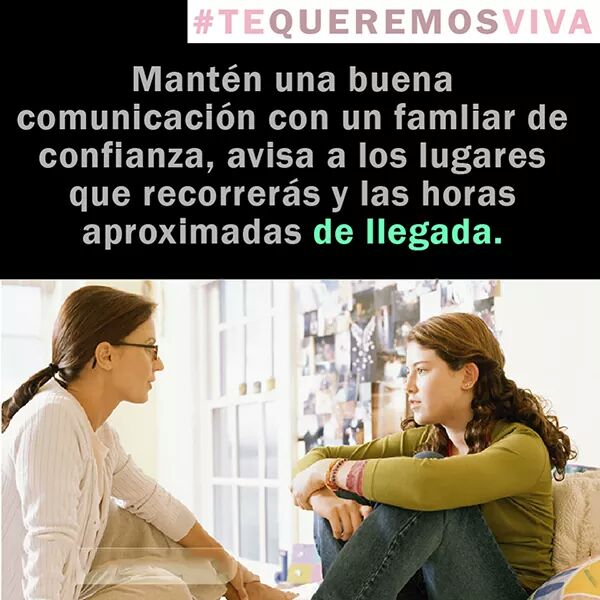 #TEQUEREMOSVIVA
Mantén una buena
comunicación con un famliar de
confianza, avisa a los lugares
que recorrerás y las horas
aproximadas de llegada.